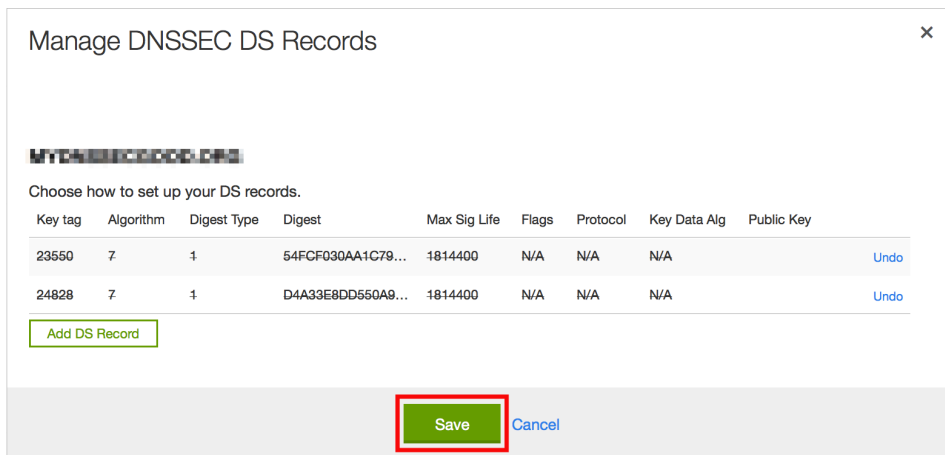 Manage DNSSEC DS Records ×
Choose how to set up your DS records.
Key tag Algorithm Digest Type Digest Max Sig Life Flags Protocol Key Data Alg Public Key
23550 7 1 54FCF030AA1C79... 1814400 N/A N/A N/A Undo
24828 7 1 D4A33E8DD550A9... 1814400 N/A N/A N/A Undo
Add DS Record
Save Cancel